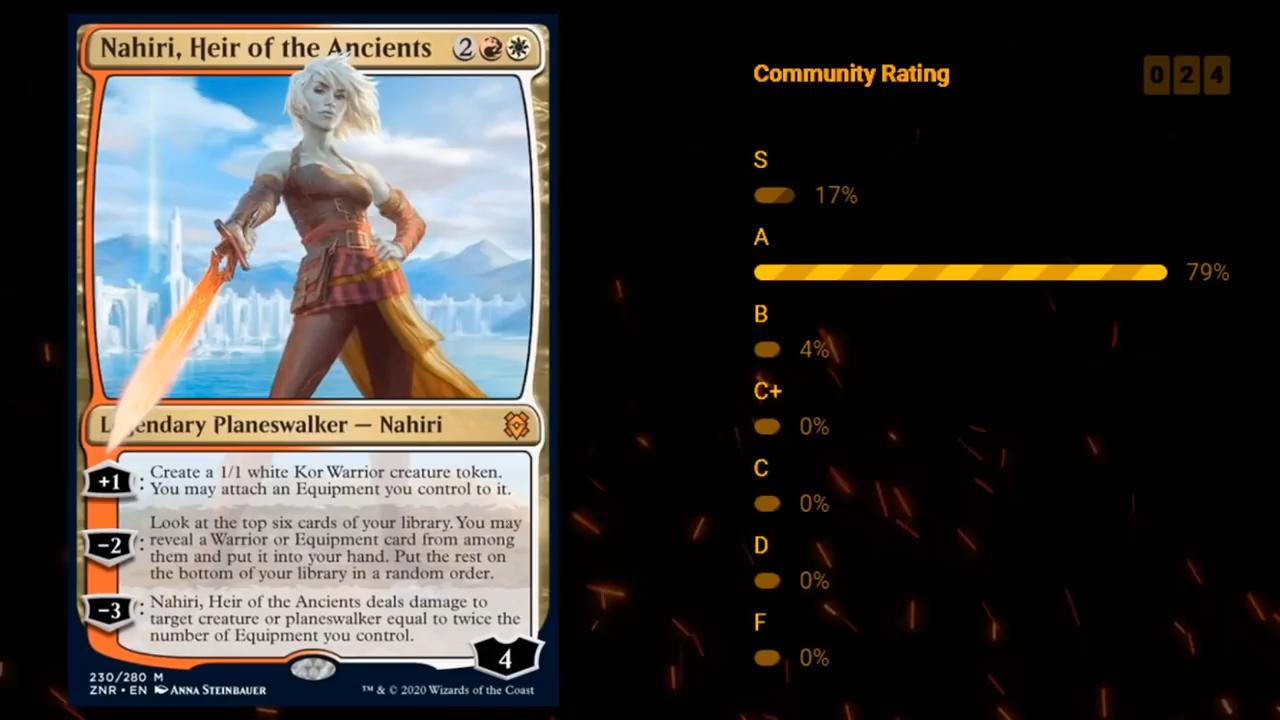 Nahiri, Heir of the Ancients 2
Legendary Planeswalker — Nahiri
+1: Create a 1/1 white Kor Warrior creature token.
You may attach an Equipment you control to it.
−2: Look at the top six cards of your library. You may
reveal a Warrior or Equipment card from among
them and put it into your hand. Put the rest on
the bottom of your library in a random order.
−3: Nahiri, Heir of the Ancients deals damage to
target creature or planeswalker equal to twice the
number of Equipment you control.
4
230/280 M
ZNR • EN Anna Steinbauer
™ & © 2020 Wizards of the Coast
Community Rating
024
S
17%
A
79%
B
4%
C+
0%
C
0%
D
0%
F
0%